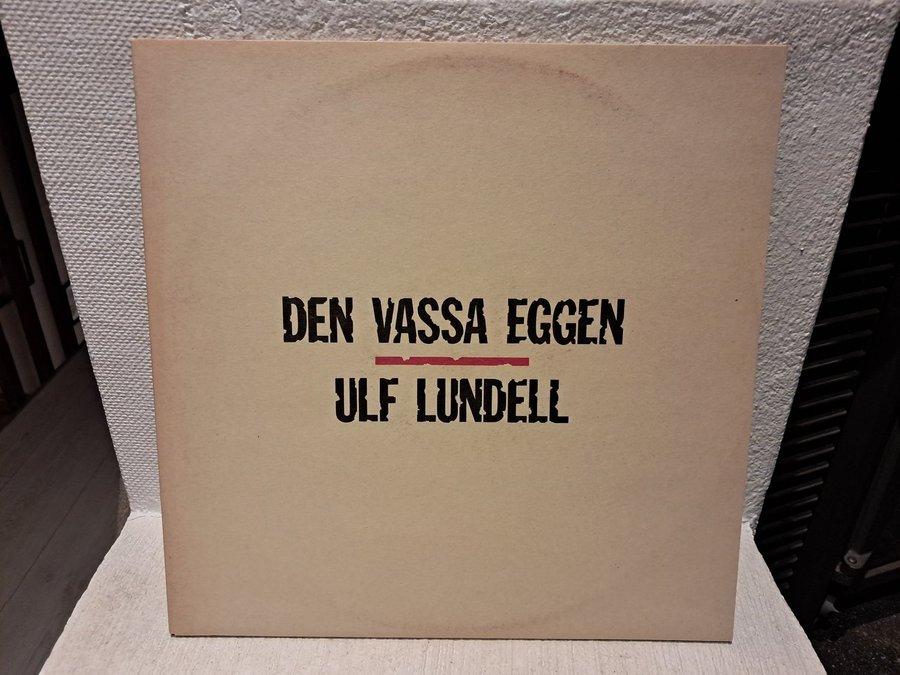 DEN VASSA EGGEN
ULF LUNDELL